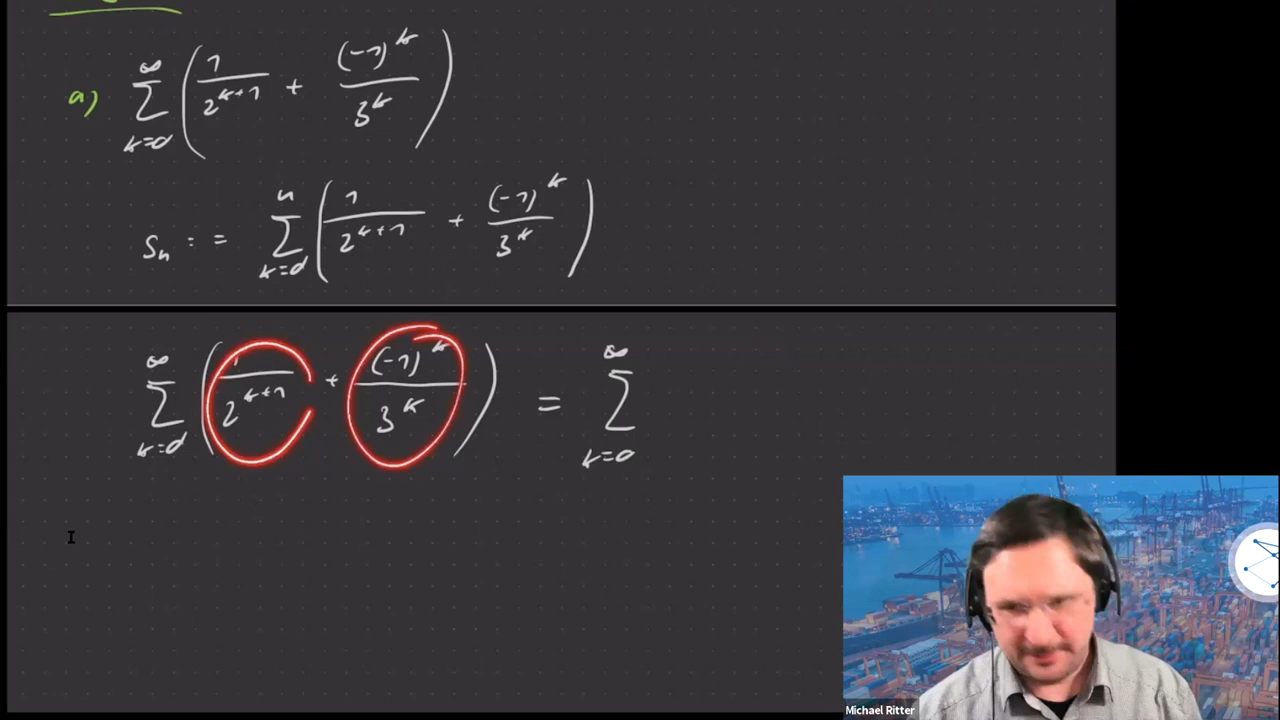 a) ∑_{k=0}^{∞} ( 1/2^{k+1} + (-1)^k/3^k )
S_n := ∑_{k=0}^{n} ( 1/2^{k+1} + (-1)^k/3^k )
∑_{k=0}^{∞} ( 1/2^{k+1} + (-1)^k/3^k ) = ∑_{k=0}^{∞}
Michael Ritter